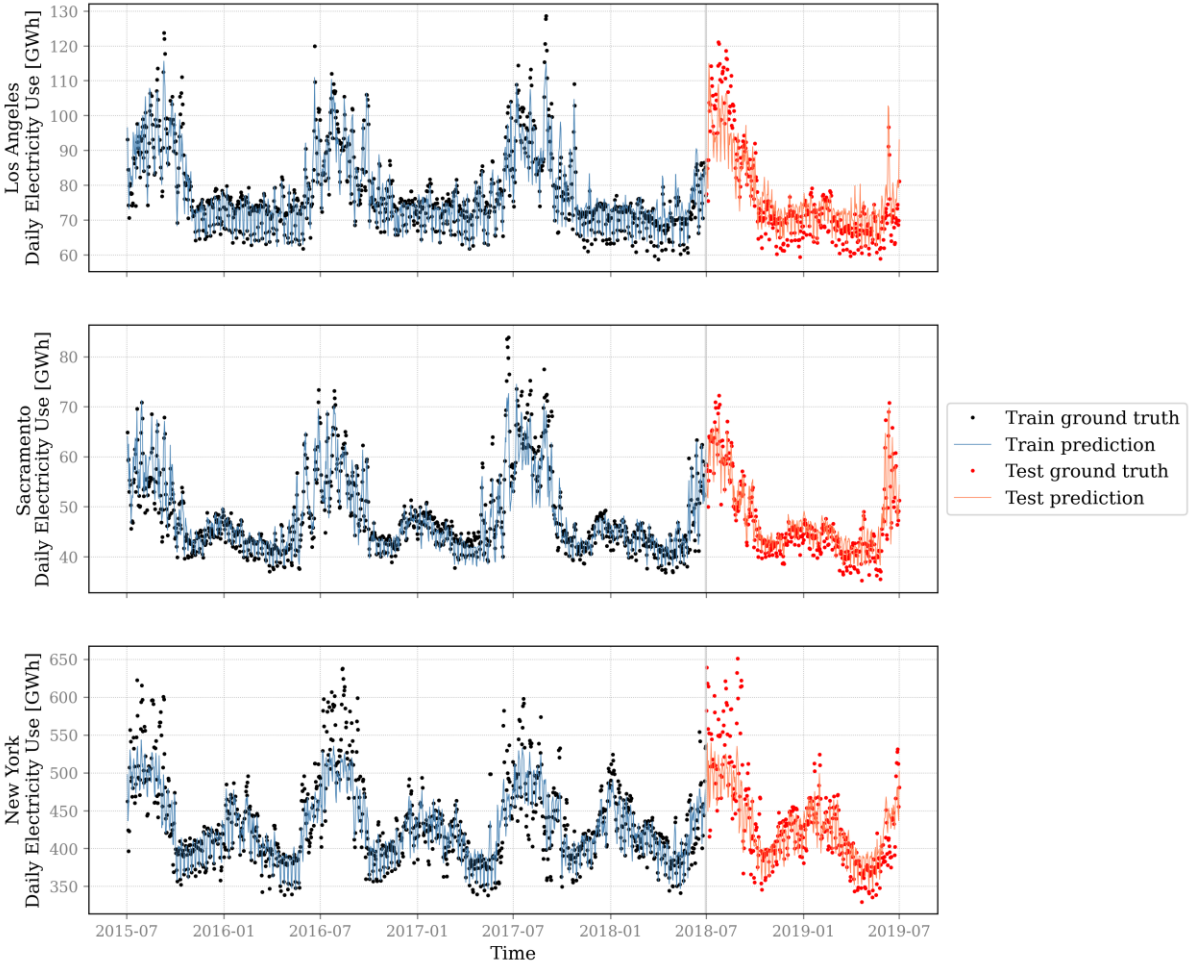 Los Angeles
Daily Electricity Use [GWh]
130
120
110
100
90
80
70
60
Sacramento
Daily Electricity Use [GWh]
80
70
60
50
40
Train ground truth
Train prediction
Test ground truth
Test prediction
New York
Daily Electricity Use [GWh]
650
600
550
500
450
400
350
2015-07 2016-01 2016-07 2017-01 2017-07 2018-01 2018-07 2019-01 2019-07
Time